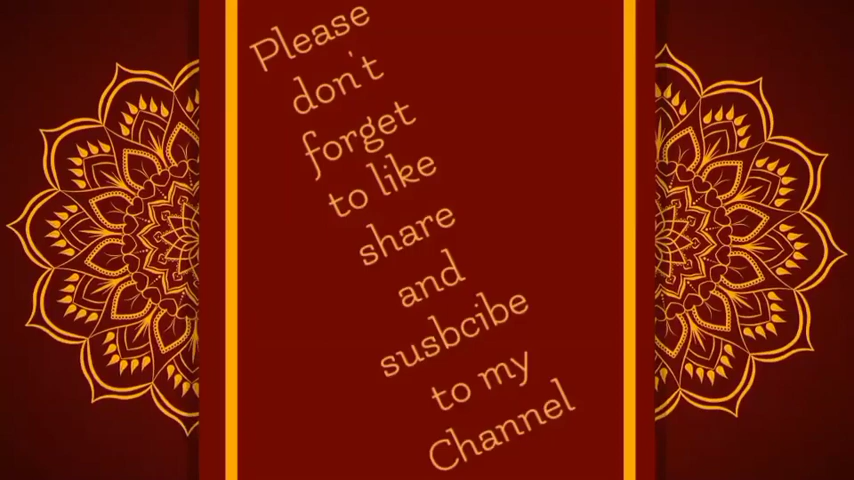 Please
don't
forget
to like
share
and
susbcibe
to my
Channel